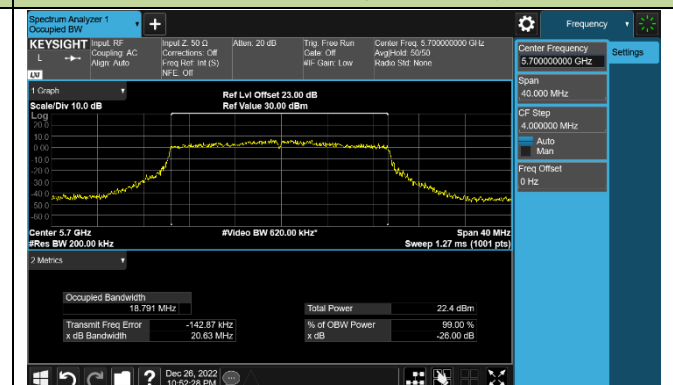 Spectrum Analyzer 1
Occupied BW
+
Frequency
KEYSIGHT
L
LXI
Input: RF
Coupling: AC
Align: Auto
Input Z: 50 Ω
Corrections: Off
Freq Ref: Int (S)
NFE: Off
Atten: 20 dB
Trig: Free Run
Gate: Off
#IF Gain: Low
Center Freq: 5.700000000 GHz
Avg|Hold: 50/50
Radio Std: None
Center Frequency
5.700000000 GHz
Settings
Span
40.000 MHz
CF Step
4.000000 MHz
Auto
Man
Freq Offset
0 Hz
1 Graph
Scale/Div 10.0 dB
Ref Lvl Offset 23.00 dB
Ref Value 30.00 dBm
Log
20.0
10.0
0.00
-10.0
-20.0
-30.0
-40.0
-50.0
-60.0
Center 5.7 GHz
#Res BW 200.00 kHz
#Video BW 620.00 kHz*
Span 40 MHz
Sweep 1.27 ms (1001 pts)
2 Metrics
Occupied Bandwidth
18.791 MHz
Transmit Freq Error -142.87 kHz
x dB Bandwidth 20.63 MHz
Total Power 22.4 dBm
% of OBW Power 99.00 %
x dB -26.00 dB
?
Dec 26, 2022
10:52:28 PM